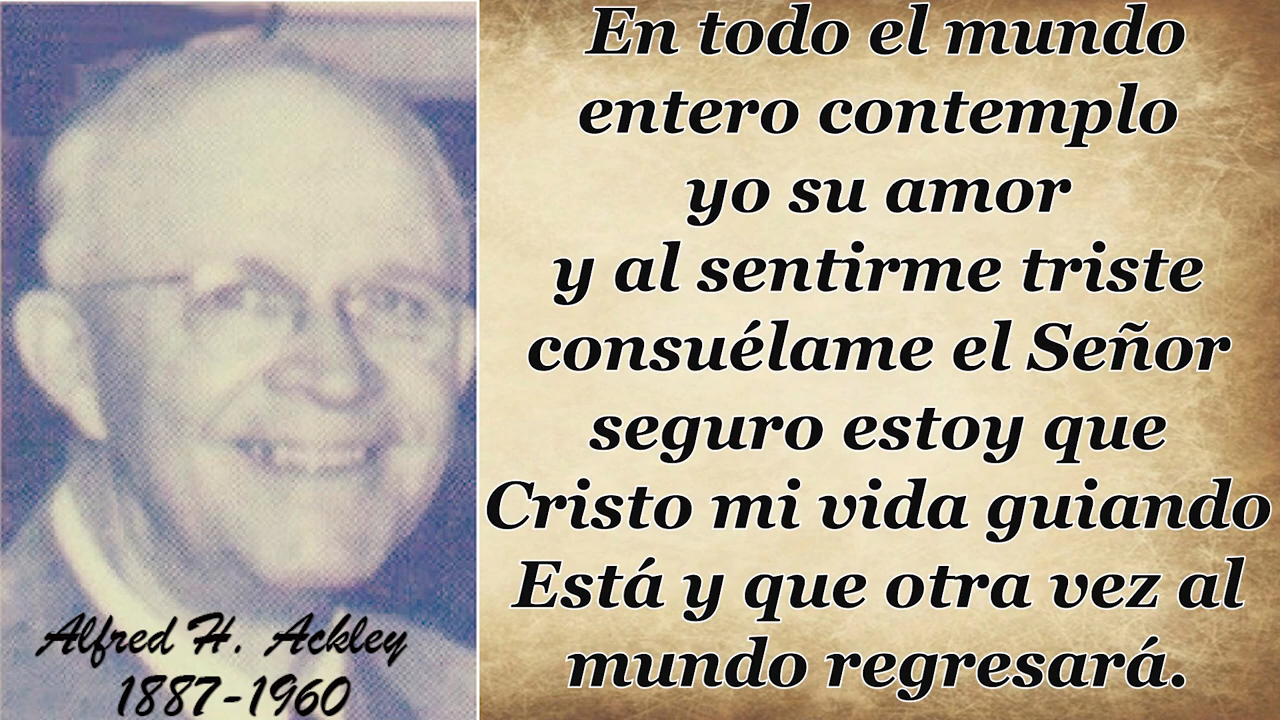 Alfred H. Ackley
1887-1960
En todo el mundo
entero contemplo
yo su amor
y al sentirme triste
consuélame el Señor
seguro estoy que
Cristo mi vida guiando
Está y que otra vez al
mundo regresará.